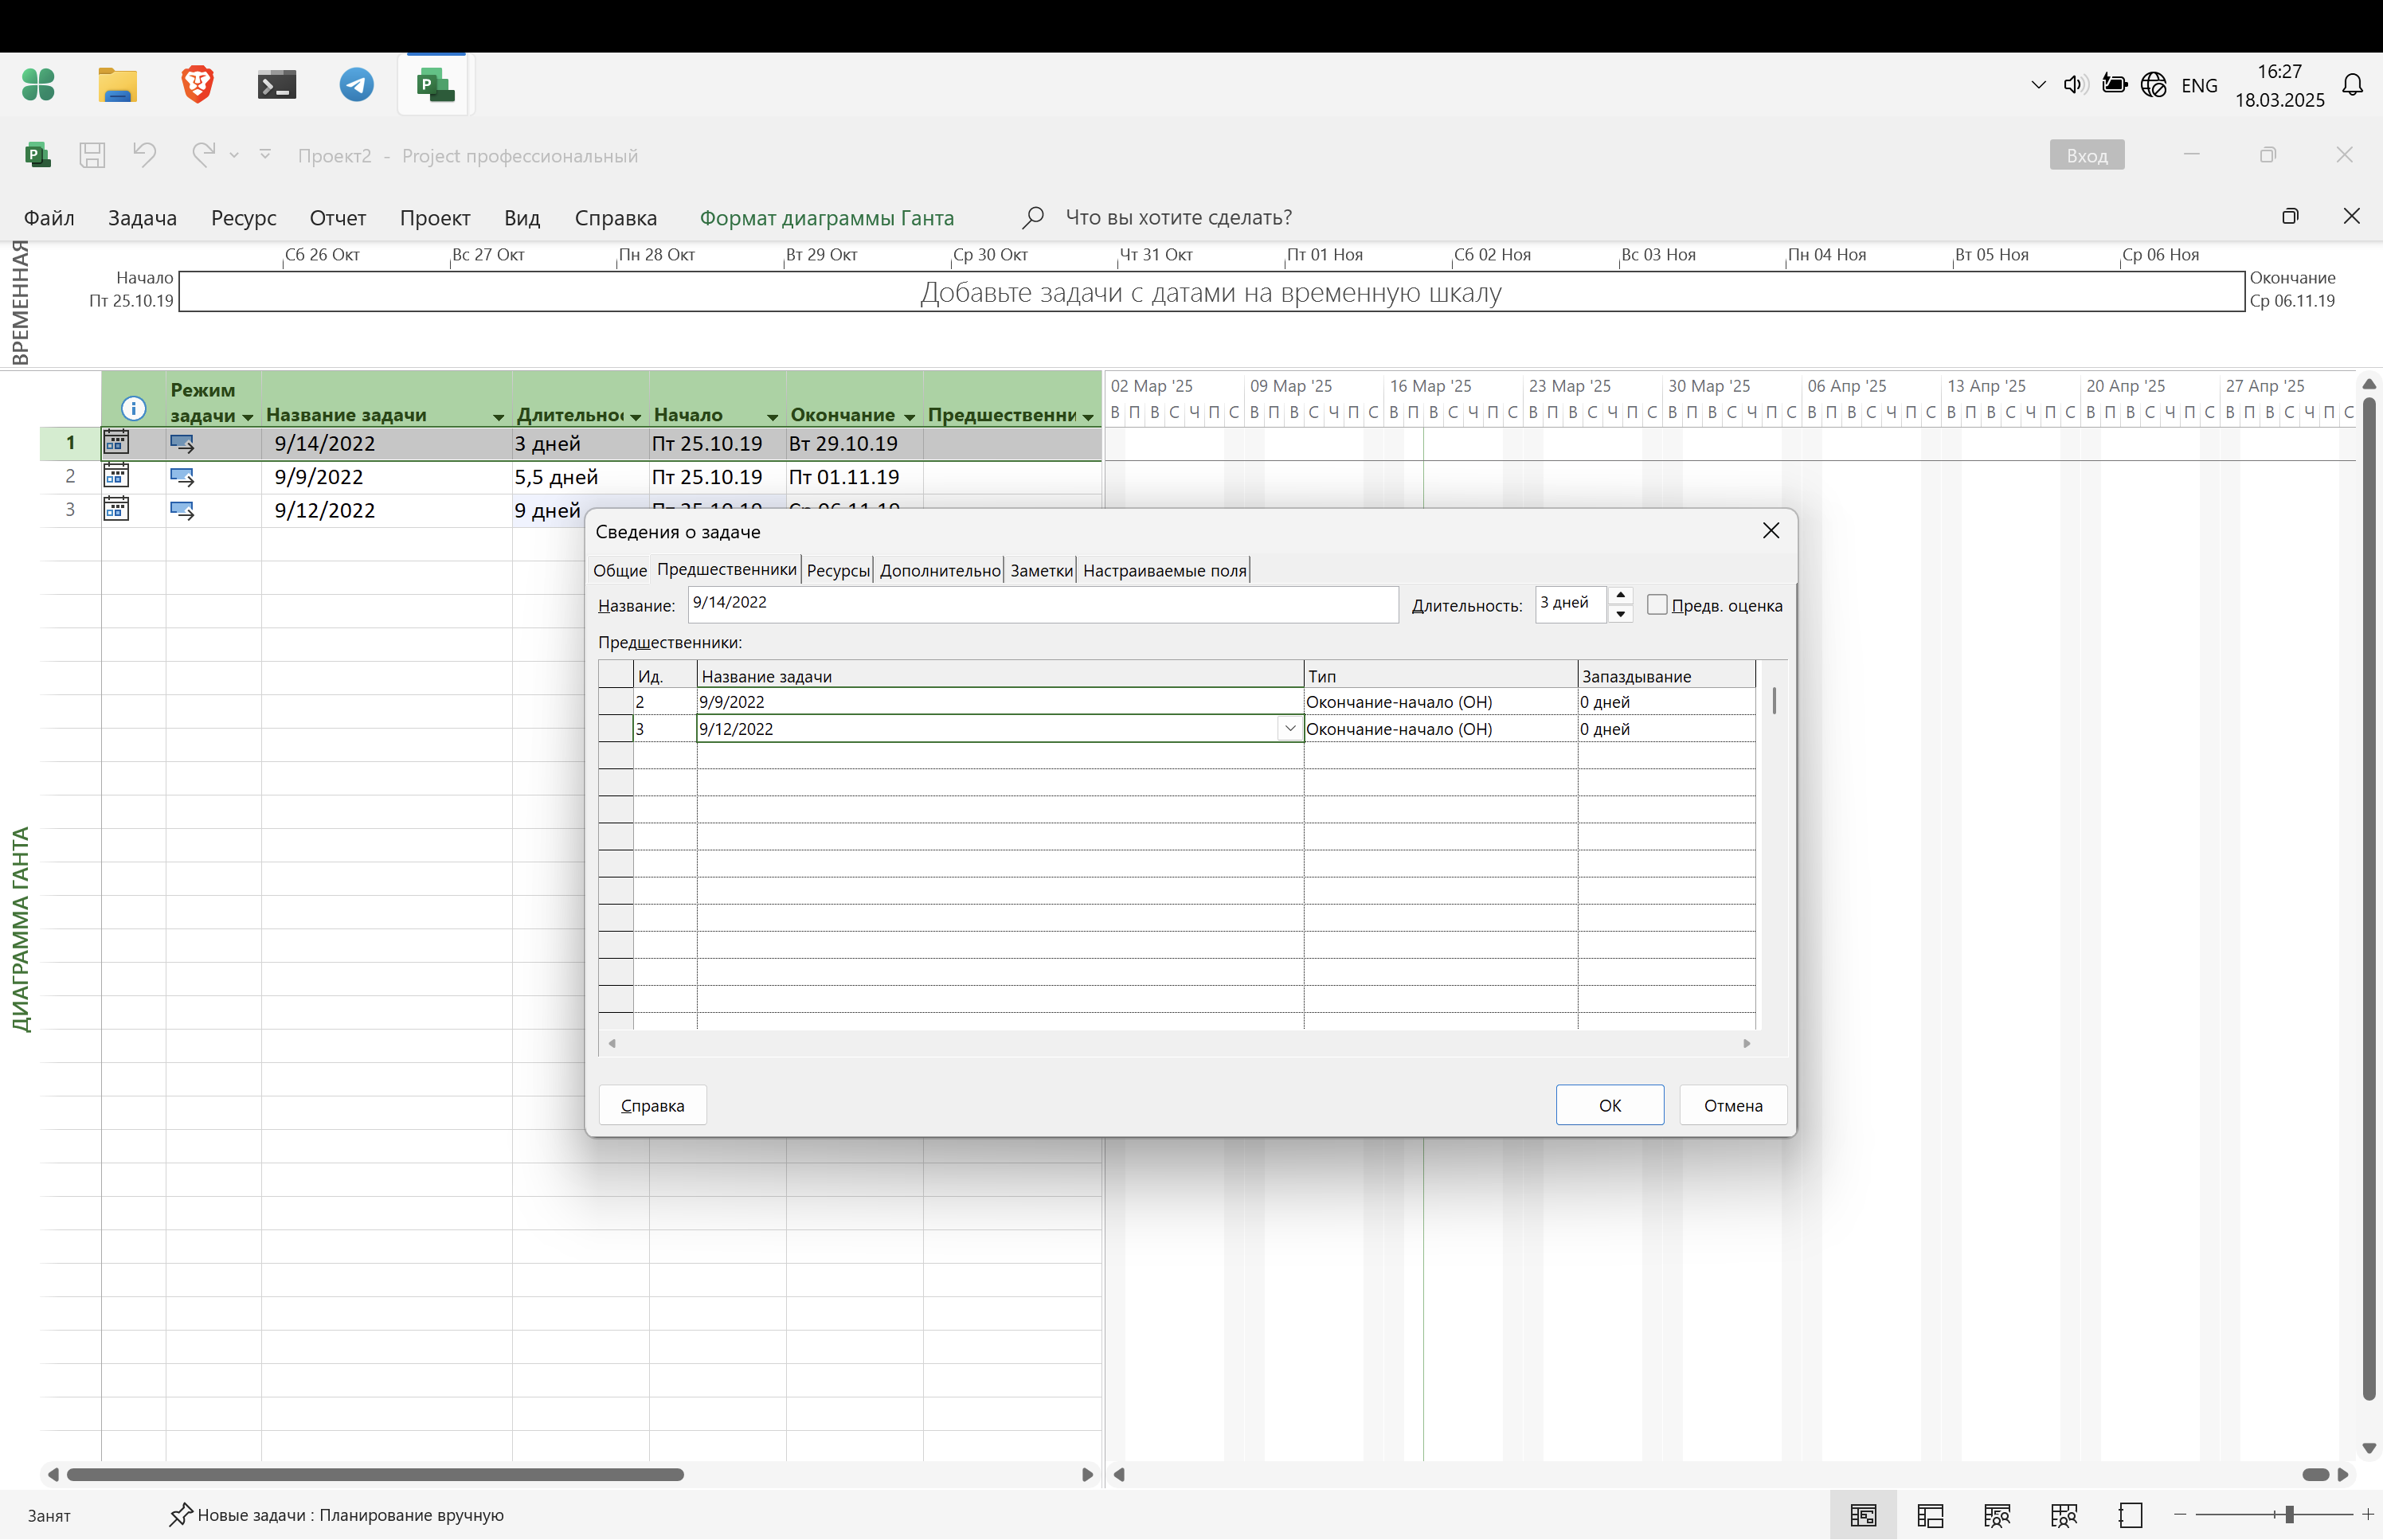 ENG
16:27
18.03.2025
Проект2 - Project профессиональный
Вход
Файл Задача Ресурс Отчет Проект Вид Справка Формат диаграммы Ганта Что вы хотите сделать?
ВРЕМЕННАЯ
Сб 26 Окт Вс 27 Окт Пн 28 Окт Вт 29 Окт Ср 30 Окт Чт 31 Окт Пт 01 Ноя Сб 02 Ноя Вс 03 Ноя Пн 04 Ноя Вт 05 Ноя Ср 06 Ноя
Начало
Пт 25.10.19
Добавьте задачи с датами на временную шкалу
Окончание
Ср 06.11.19
ДИАГРАММА ГАНТА
Режим
задачи Название задачи Длительнос Начало Окончание Предшественни
02 Мар '25 09 Мар '25 16 Мар '25 23 Мар '25 30 Мар '25 06 Апр '25 13 Апр '25 20 Апр '25 27 Апр '25
В П В С Ч П С В П В С Ч П С В П В С Ч П С В П В С Ч П С В П В С Ч П С В П В С Ч П С В П В С Ч П С В П В С Ч П С В П В С Ч П С
1 9/14/2022 3 дней Пт 25.10.19 Вт 29.10.19
2 9/9/2022 5,5 дней Пт 25.10.19 Пт 01.11.19
3 9/12/2022 9 дней Пт 25.10.19 Ср 06.11.19
Сведения о задаче
Общие Предшественники Ресурсы Дополнительно Заметки Настраиваемые поля
Название: 9/14/2022 Длительность: 3 дней Предв. оценка
Предшественники:
Ид. Название задачи Тип Запаздывание
2 9/9/2022 Окончание-начало (ОН) 0 дней
3 9/12/2022 Окончание-начало (ОН) 0 дней
Справка ОК Отмена
Занят Новые задачи : Планирование вручную